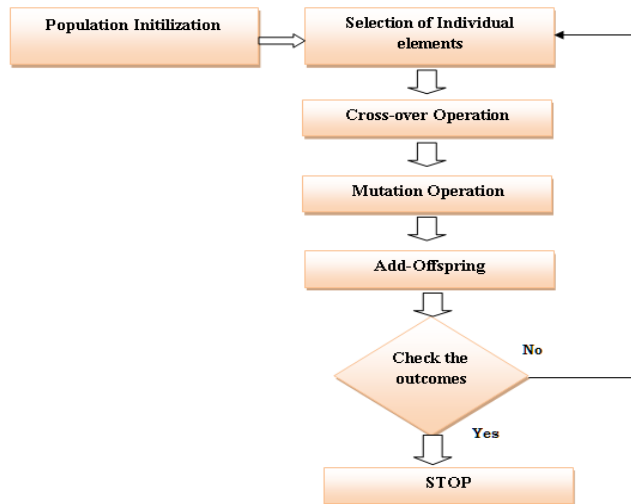 Population Initilization
Selection of Individual
elements
Cross-over Operation
Mutation Operation
Add-Offspring
Check the
outcomes
No
Yes
STOP